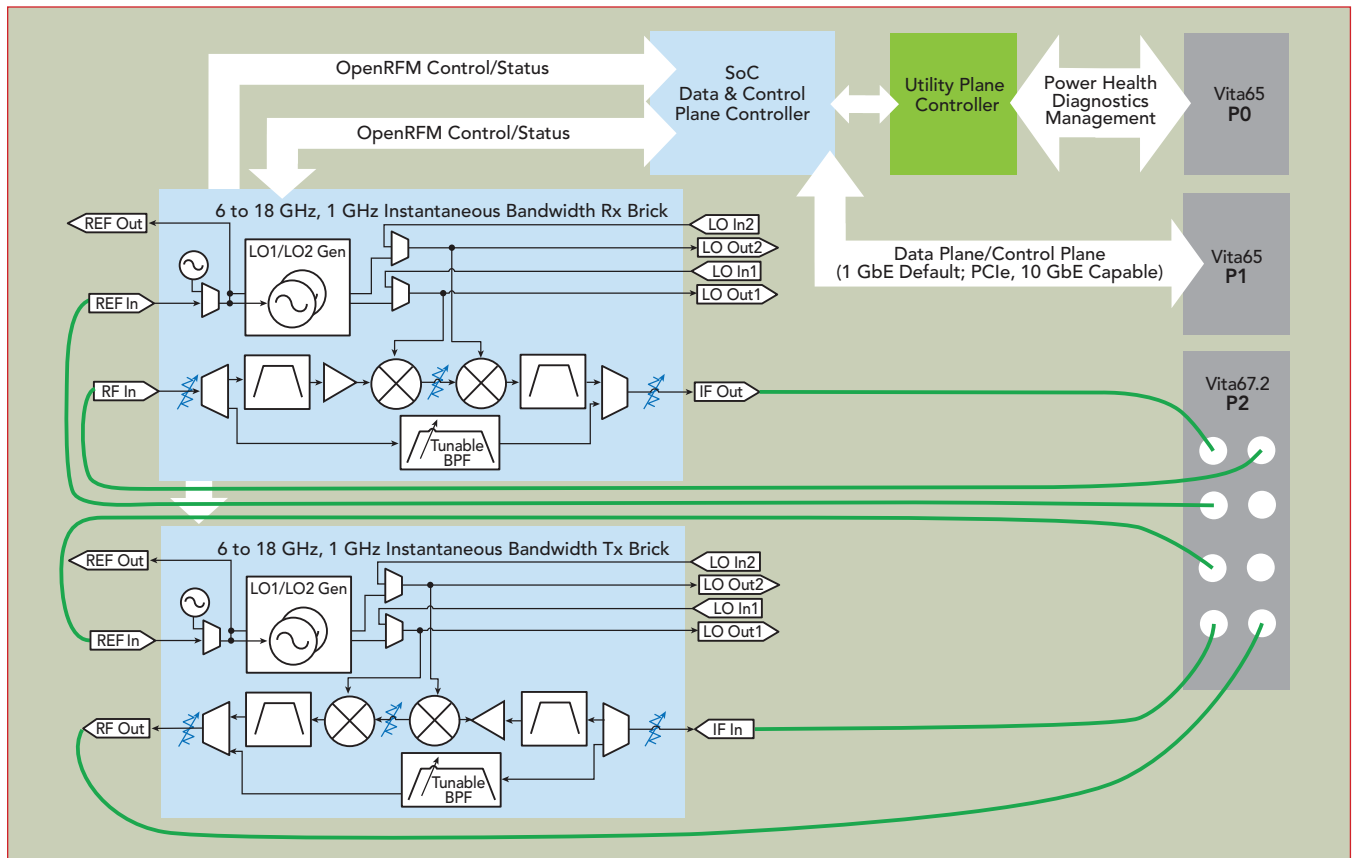 OpenRFM Control/Status
SoC
Data & Control
Plane Controller
Utility Plane
Controller
Power Health
Diagnostics
Management
Vita65
P0
OpenRFM Control/Status
6 to 18 GHz, 1 GHz Instantaneous Bandwidth Rx Brick
REF Out
LO1/LO2 Gen
LO In2
LO Out2
LO In1
LO Out1
REF In
Data Plane/Control Plane
(1 GbE Default; PCIe, 10 GbE Capable)
Vita65
P1
RF In
IF Out
Tunable
BPF
Vita67.2
P2
6 to 18 GHz, 1 GHz Instantaneous Bandwidth Tx Brick
REF Out
LO1/LO2 Gen
LO In2
LO Out2
LO In1
LO Out1
REF In
RF Out
IF In
Tunable
BPF